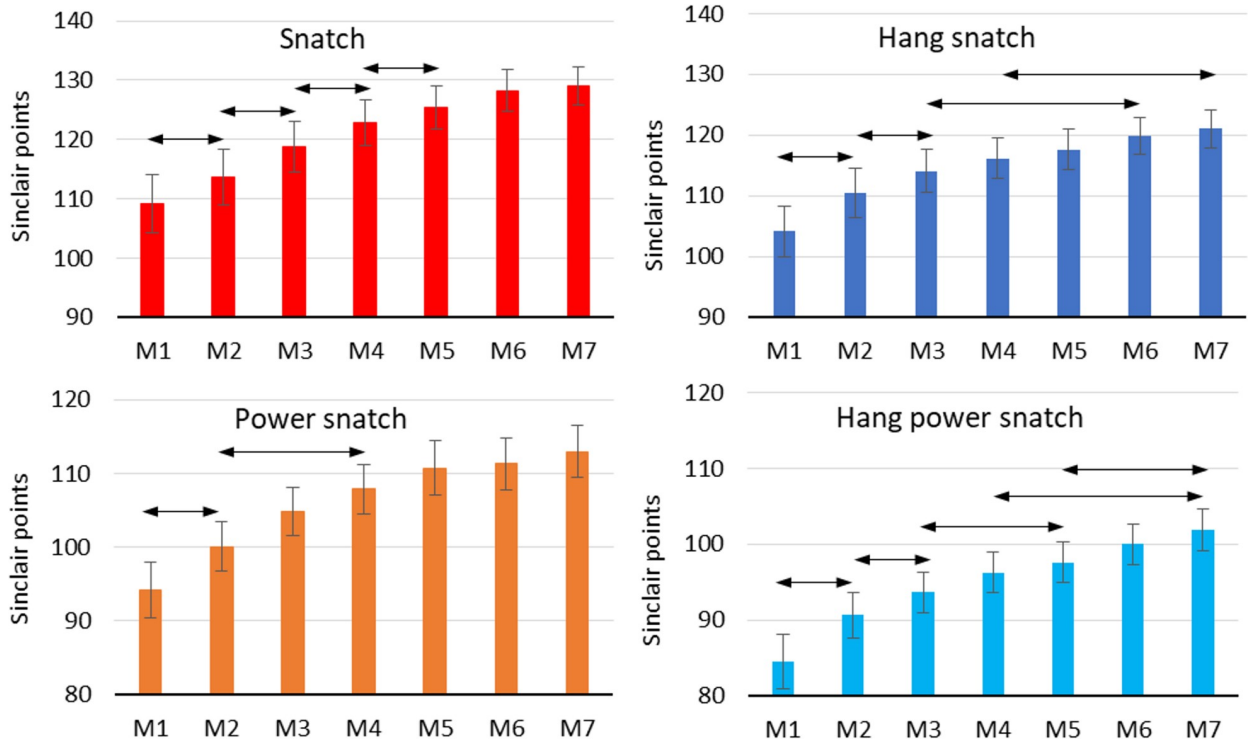 Snatch
Sinclair points
140
130
120
110
100
90
M1 M2 M3 M4 M5 M6 M7
Hang snatch
Sinclair points
140
130
120
110
100
90
M1 M2 M3 M4 M5 M6 M7
Power snatch
Sinclair points
120
110
100
90
80
M1 M2 M3 M4 M5 M6 M7
Hang power snatch
Sinclair points
120
110
100
90
80
M1 M2 M3 M4 M5 M6 M7